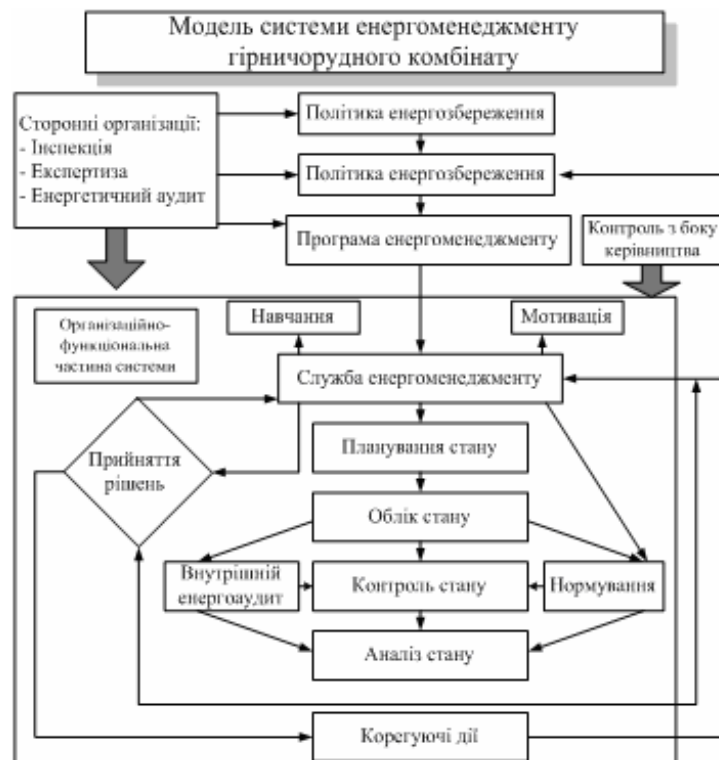 Модель системи енергоменеджменту
гірничорудного комбінату
Сторонні організації:
- Інспекція
- Експертиза
- Енергетичний аудит
Політика енергозбереження
Політика енергозбереження
Програма енергоменеджменту
Контроль з боку
керівництва
Організаційно-
функціональна
частина системи
Навчання
Мотивація
Служба енергоменеджменту
Прийняття
рішень
Планування стану
Облік стану
Внутрішній
енергоаудит
Контроль стану
Нормування
Аналіз стану
Корегуючі дії